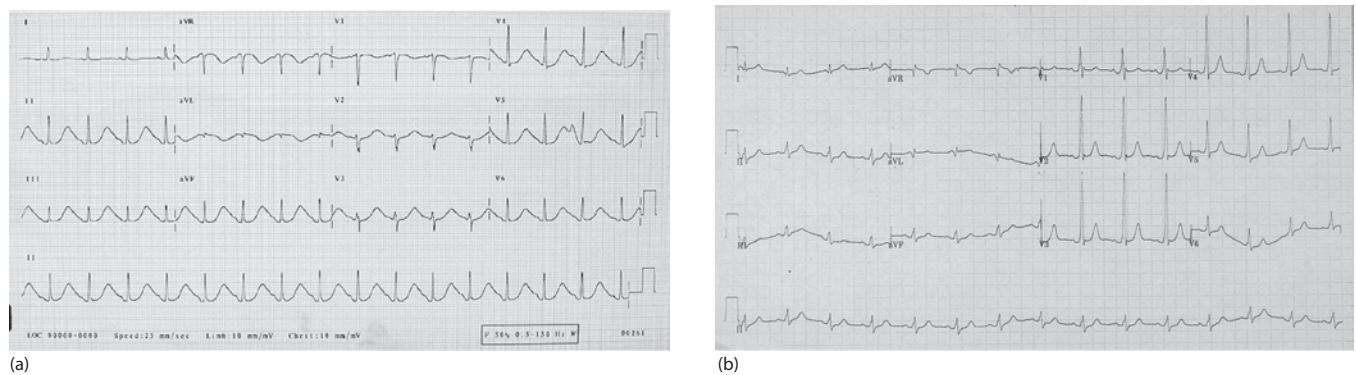 I aVR V1 V4
II aVL V2 V5
III aVF V3 V6
II
LOC 00000-0000 Speed:25 mm/sec Limb:10 mm/mV Chest:10 mm/mV F 50~ 0.5-150 Hz W 00261
(a)
I aVR V1 V4
II aVL V2 V5
III aVF V3 V6
II
(b)